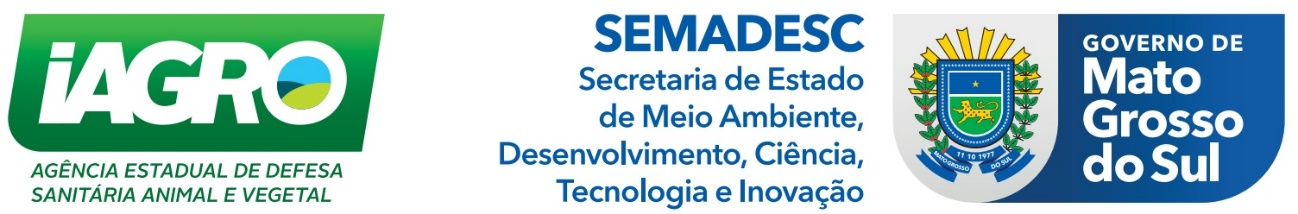 iAGRO
AGÊNCIA ESTADUAL DE DEFESA
SANITÁRIA ANIMAL E VEGETAL
SEMADESC
Secretaria de Estado
de Meio Ambiente,
Desenvolvimento, Ciência,
Tecnologia e Inovação
MATO GROSSO
11 10 1977
DO SUL
GOVERNO DE
Mato
Grosso
do Sul